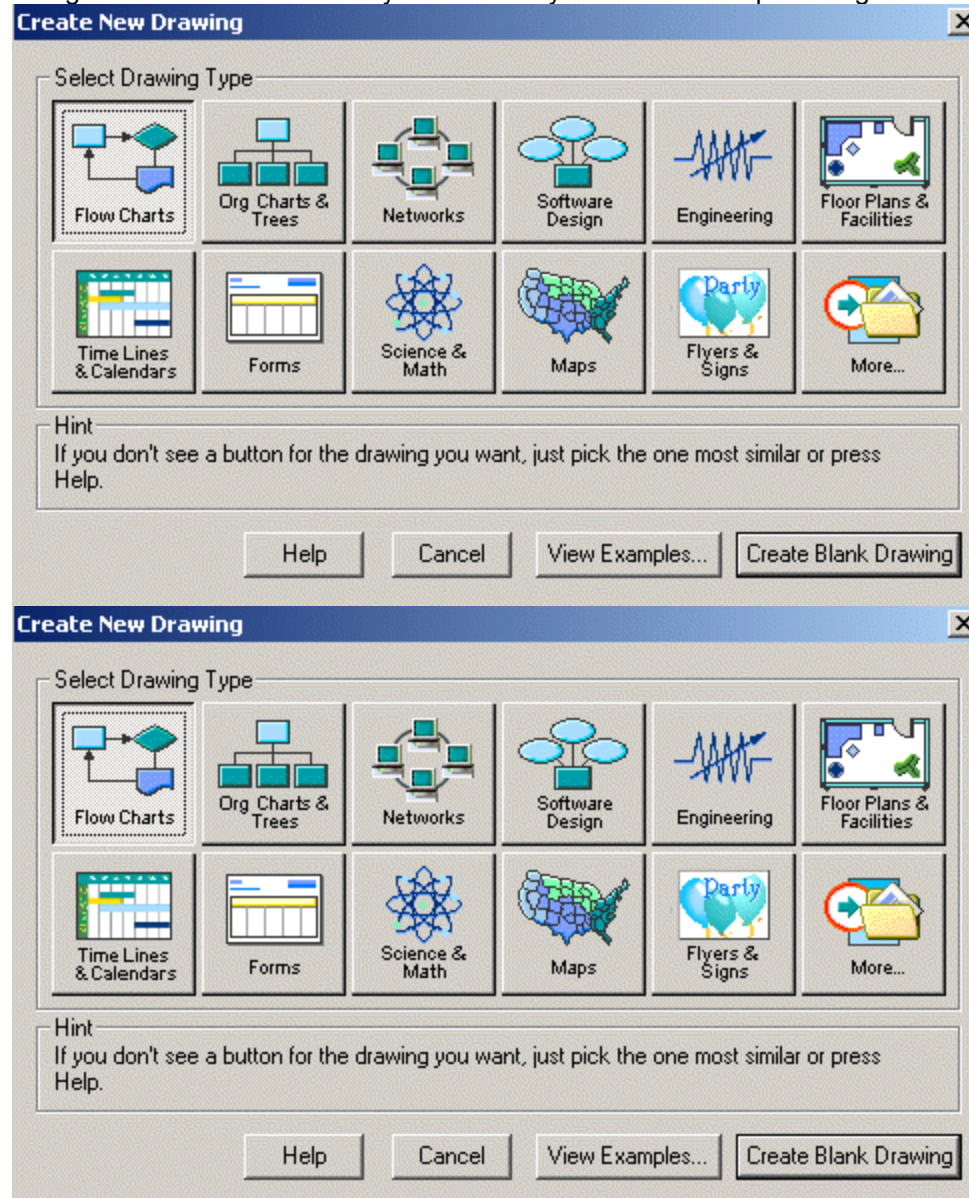 Create New Drawing
Select Drawing Type
Flow Charts
Org Charts &
Trees
Networks
Software
Design
Engineering
Floor Plans &
Facilities
Time Lines
& Calendars
Forms
Science &
Math
Maps
Party
Flyers &
Signs
More...
Hint
If you don't see a button for the drawing you want, just pick the one most similar or press
Help.
Help
Cancel
View Examples...
Create Blank Drawing
Create New Drawing
Select Drawing Type
Flow Charts
Org Charts &
Trees
Networks
Software
Design
Engineering
Floor Plans &
Facilities
Time Lines
& Calendars
Forms
Science &
Math
Maps
Party
Flyers &
Signs
More...
Hint
If you don't see a button for the drawing you want, just pick the one most similar or press
Help.
Help
Cancel
View Examples...
Create Blank Drawing